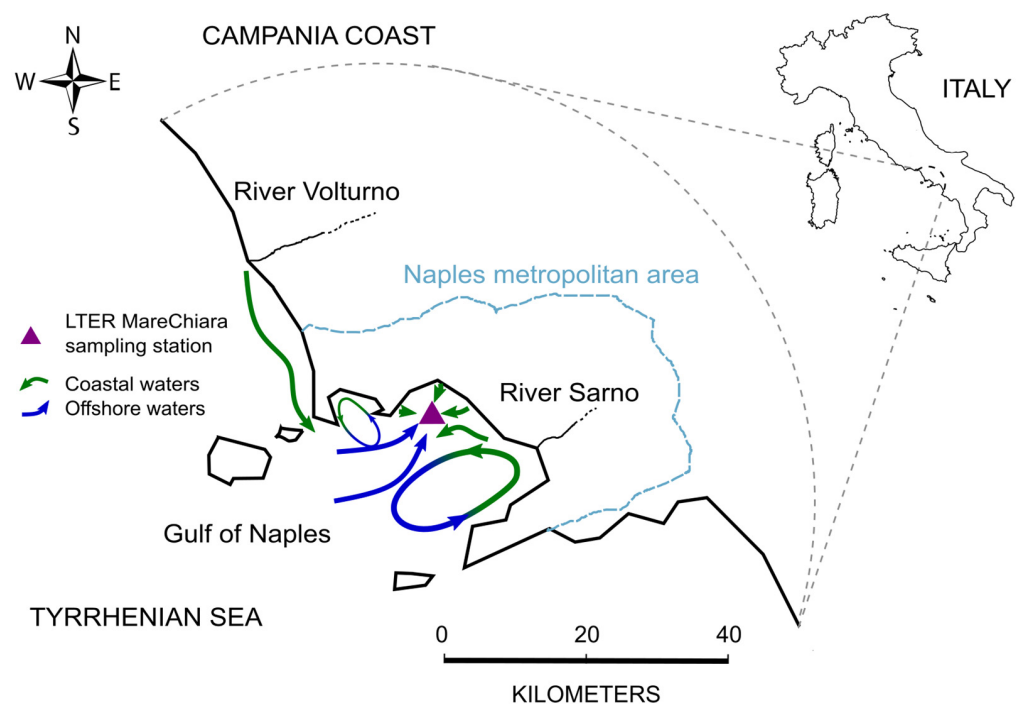 CAMPANIA COAST
N
W
E
S
ITALY
River Volturno
Naples metropolitan area
LTER MareChiara
sampling station
Coastal waters
Offshore waters
River Sarno
Gulf of Naples
TYRRHENIAN SEA
0 20 40
KILOMETERS